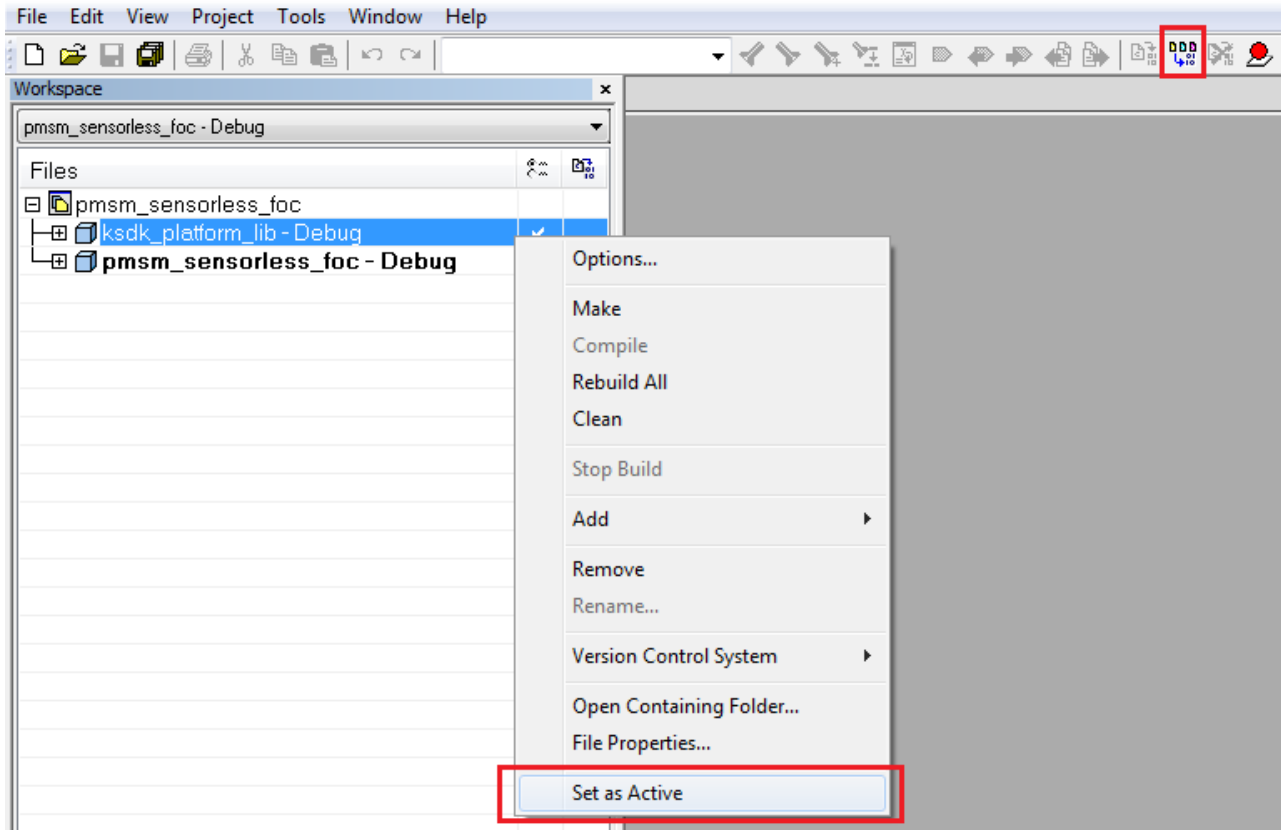 File Edit View Project Tools Window Help
Workspace
pmsm_sensorless_foc - Debug
Files
pmsm_sensorless_foc
ksdk_platform_lib - Debug
pmsm_sensorless_foc - Debug
Options...
Make
Compile
Rebuild All
Clean
Stop Build
Add
Remove
Rename...
Version Control System
Open Containing Folder...
File Properties...
Set as Active